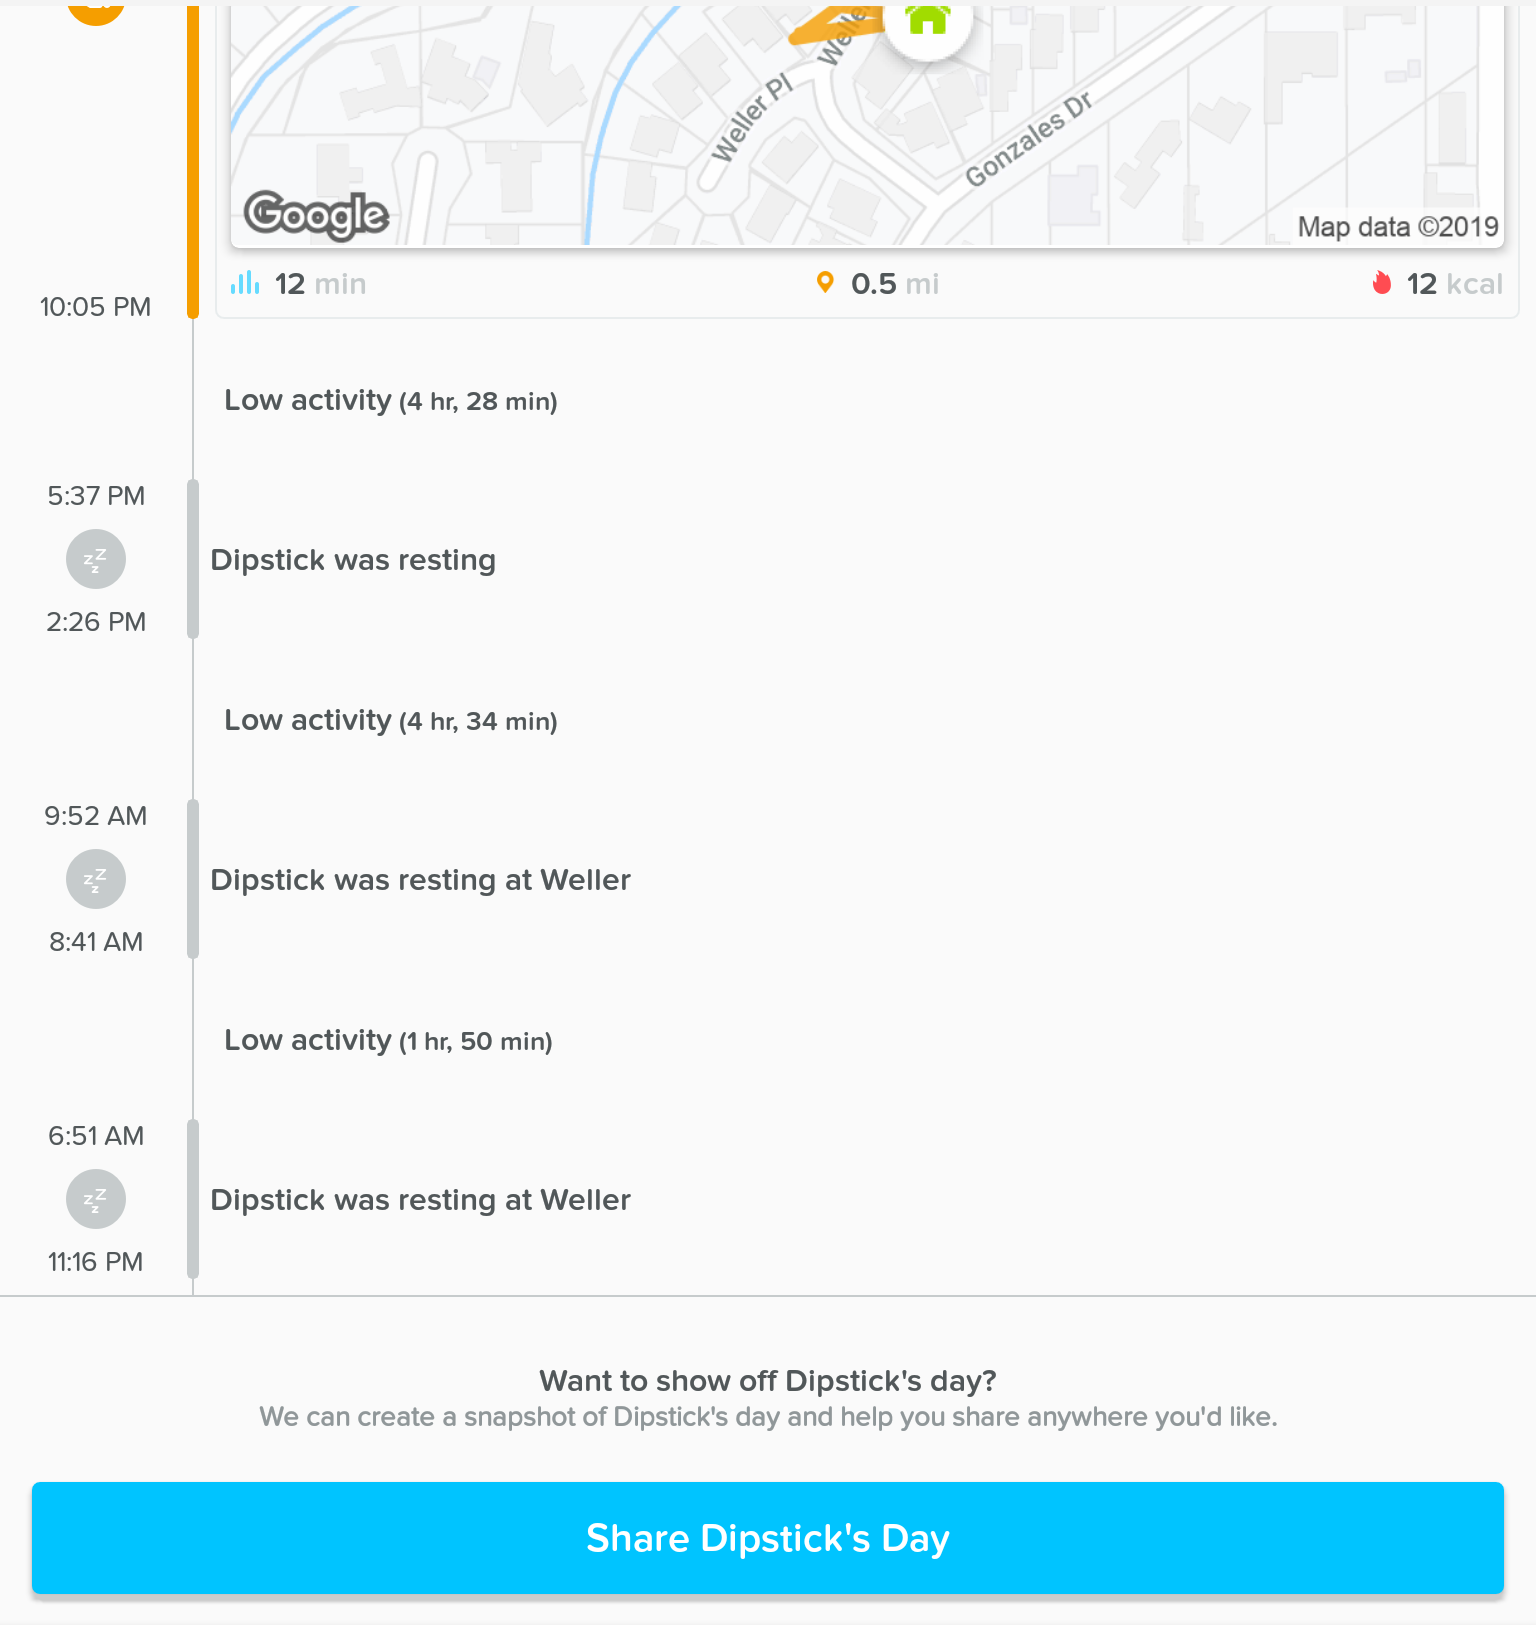 Weller
Weller Pl
Gonzales Dr
Google
Map data ©2019
12 min
0.5 mi
12 kcal
10:05 PM
Low activity (4 hr, 28 min)
5:37 PM
zZz
Dipstick was resting
2:26 PM
Low activity (4 hr, 34 min)
9:52 AM
zZz
Dipstick was resting at Weller
8:41 AM
Low activity (1 hr, 50 min)
6:51 AM
zZz
Dipstick was resting at Weller
11:16 PM
Want to show off Dipstick's day?
We can create a snapshot of Dipstick's day and help you share anywhere you'd like.
Share Dipstick's Day